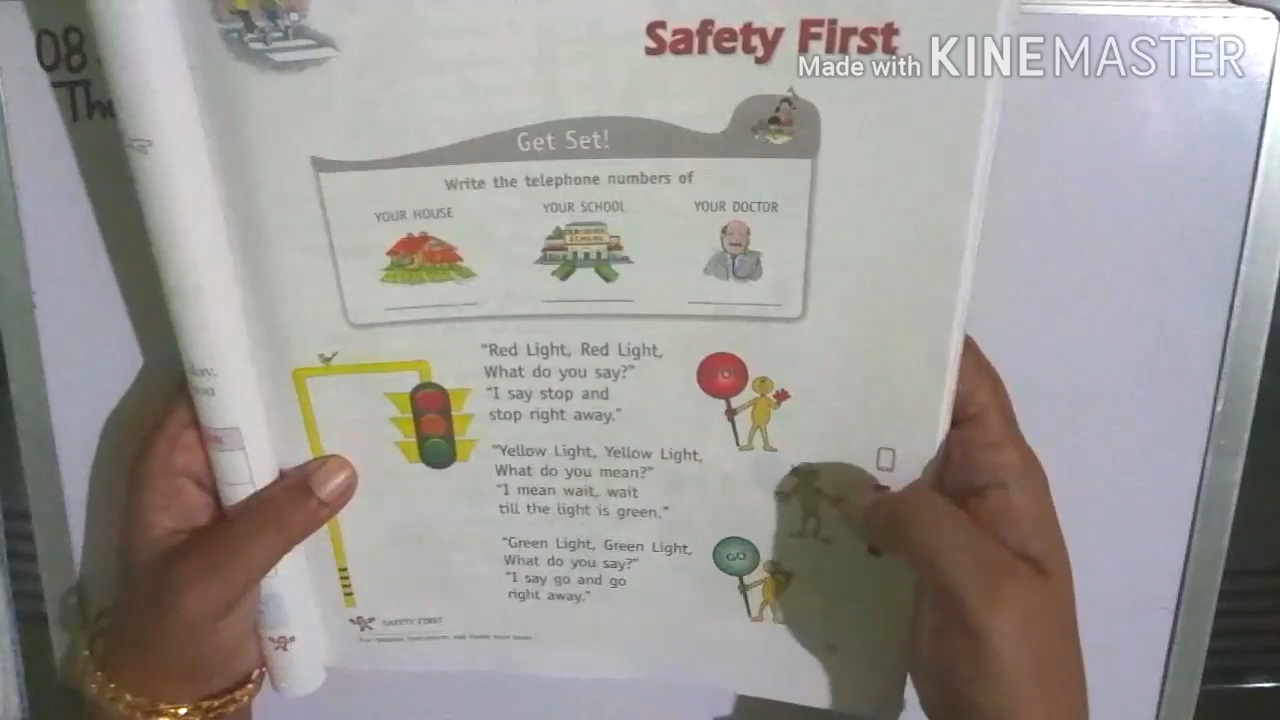 08
Thu
Safety First
Made with KINEMASTER
Get Set!
Write the telephone numbers of
YOUR HOUSE
YOUR SCHOOL
YOUR DOCTOR
SCHOOL
"Red Light, Red Light,
What do you say?"
"I say stop and
stop right away."
"Yellow Light, Yellow Light,
What do you mean?"
"I mean wait, wait
till the light is green."
"Green Light, Green Light,
What do you say?"
"I say go and go
right away."
GO
SAFETY FIRST